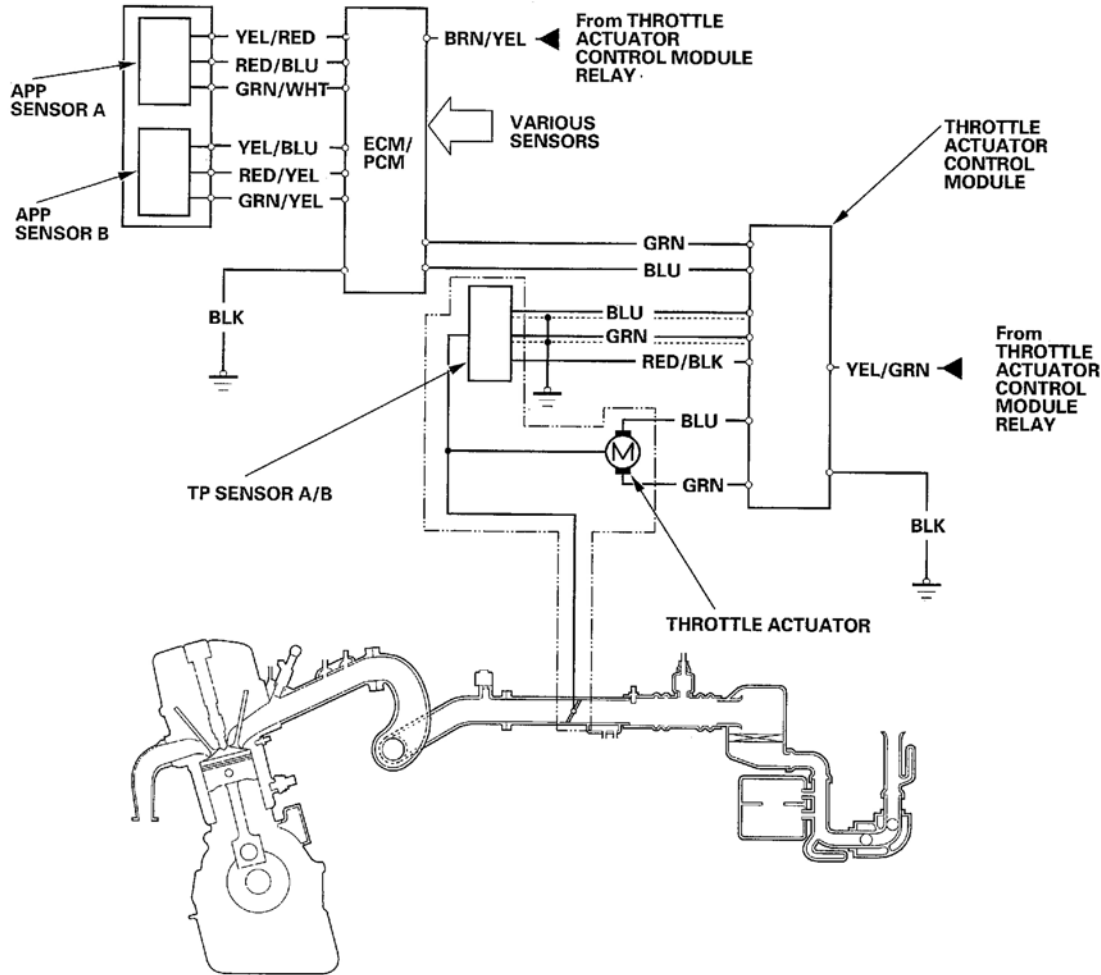 YEL/RED
RED/BLU
GRN/WHT
APP
SENSOR A
YEL/BLU
RED/YEL
GRN/YEL
APP
SENSOR B
ECM/
PCM
BRN/YEL
From THROTTLE
ACTUATOR
CONTROL MODULE
RELAY
VARIOUS
SENSORS
THROTTLE
ACTUATOR
CONTROL
MODULE
GRN
BLU
BLK
BLU
GRN
RED/BLK
YEL/GRN
From
THROTTLE
ACTUATOR
CONTROL
MODULE
RELAY
BLU
M
GRN
TP SENSOR A/B
BLK
THROTTLE ACTUATOR